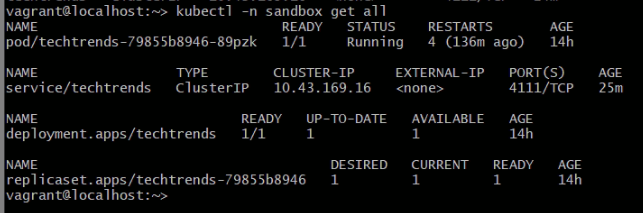 vagrant@localhost:~> kubectl -n sandbox get all
NAME READY STATUS RESTARTS AGE
pod/techtrends-79855b8946-89pzk 1/1 Running 4 (136m ago) 14h
NAME TYPE CLUSTER-IP EXTERNAL-IP PORT(S) AGE
service/techtrends ClusterIP 10.43.169.16 <none> 4111/TCP 25m
NAME READY UP-TO-DATE AVAILABLE AGE
deployment.apps/techtrends 1/1 1 1 14h
NAME DESIRED CURRENT READY AGE
replicaset.apps/techtrends-79855b8946 1 1 1 14h
vagrant@localhost:~>